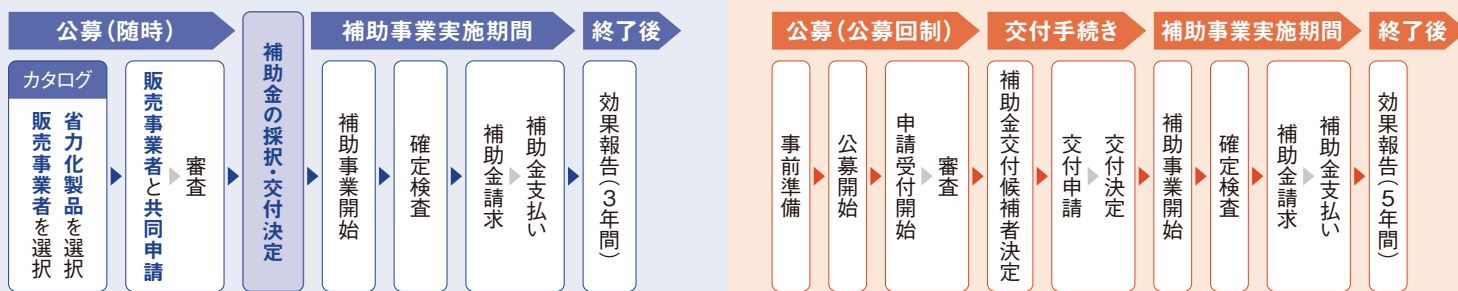 公募（随時）
カタログ
省力化製品を選択
販売事業者を選択
販売事業者と共同申請
審査
補助金の採択・交付決定
補助事業実施期間
補助事業開始
確定検査
補助金請求
補助金支払い
終了後
効果報告（3年間）
公募（公募回制）
事前準備
公募開始
申請受付開始
審査
交付手続き
補助金交付候補者決定
交付申請
交付決定
補助事業実施期間
補助事業開始
確定検査
補助金請求
補助金支払い
終了後
効果報告（5年間）